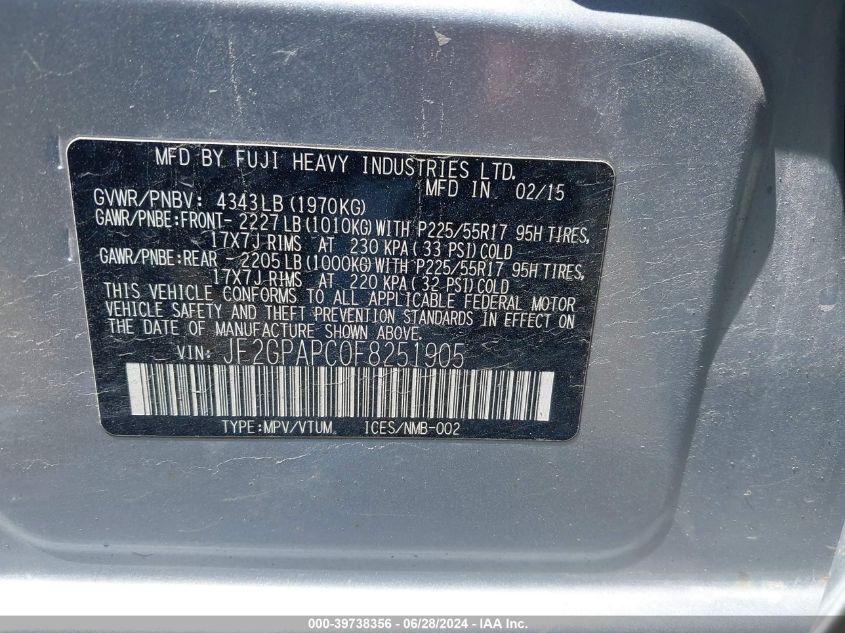 MFD BY FUJI HEAVY INDUSTRIES LTD.
MFD IN 02/15
GVWR/PNBV: 4343LB(1970KG)
GAWR/PNBE:FRONT- 2227LB(1010KG)WITH P225/55R17 95H TIRES,
17X7J RIMS AT 230 KPA(33 PSI)COLD
GAWR/PNBE:REAR - 2205LB(1000KG)WITH P225/55R17 95H TIRES,
17X7J RIMS AT 220 KPA(32 PSI)COLD
THIS VEHICLE CONFORMS TO ALL APPLICABLE FEDERAL MOTOR
VEHICLE SAFETY AND THEFT PREVENTION STANDARDS IN EFFECT ON
THE DATE OF MANUFACTURE SHOWN ABOVE.
VIN: JF2GPAPC0F8251905
TYPE:MPV/VTUM ICES/NMB-002
000-39738356 - 06/28/2024 - IAA Inc.